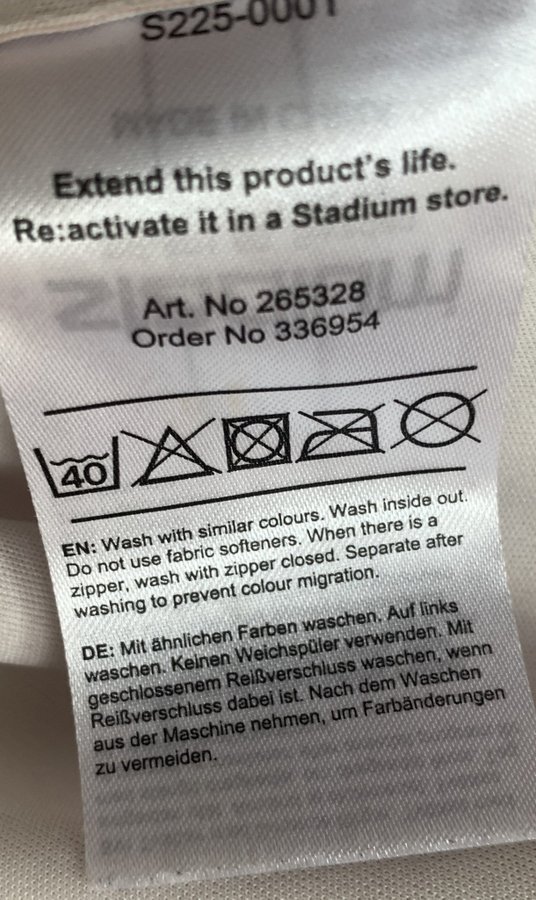 S225-0001
Extend this product's life.
Re:activate it in a Stadium store.
Art. No 265328
Order No 336954
40
EN: Wash with similar colours. Wash inside out.
Do not use fabric softeners. When there is a
zipper, wash with zipper closed. Separate after
washing to prevent colour migration.
DE: Mit ähnlichen Farben waschen. Auf links
waschen. Keinen Weichspüler verwenden. Mit
geschlossenem Reißverschluss waschen, wenn
Reißverschluss dabei ist. Nach dem Waschen
aus der Maschine nehmen, um Farbänderungen
zu vermeiden.